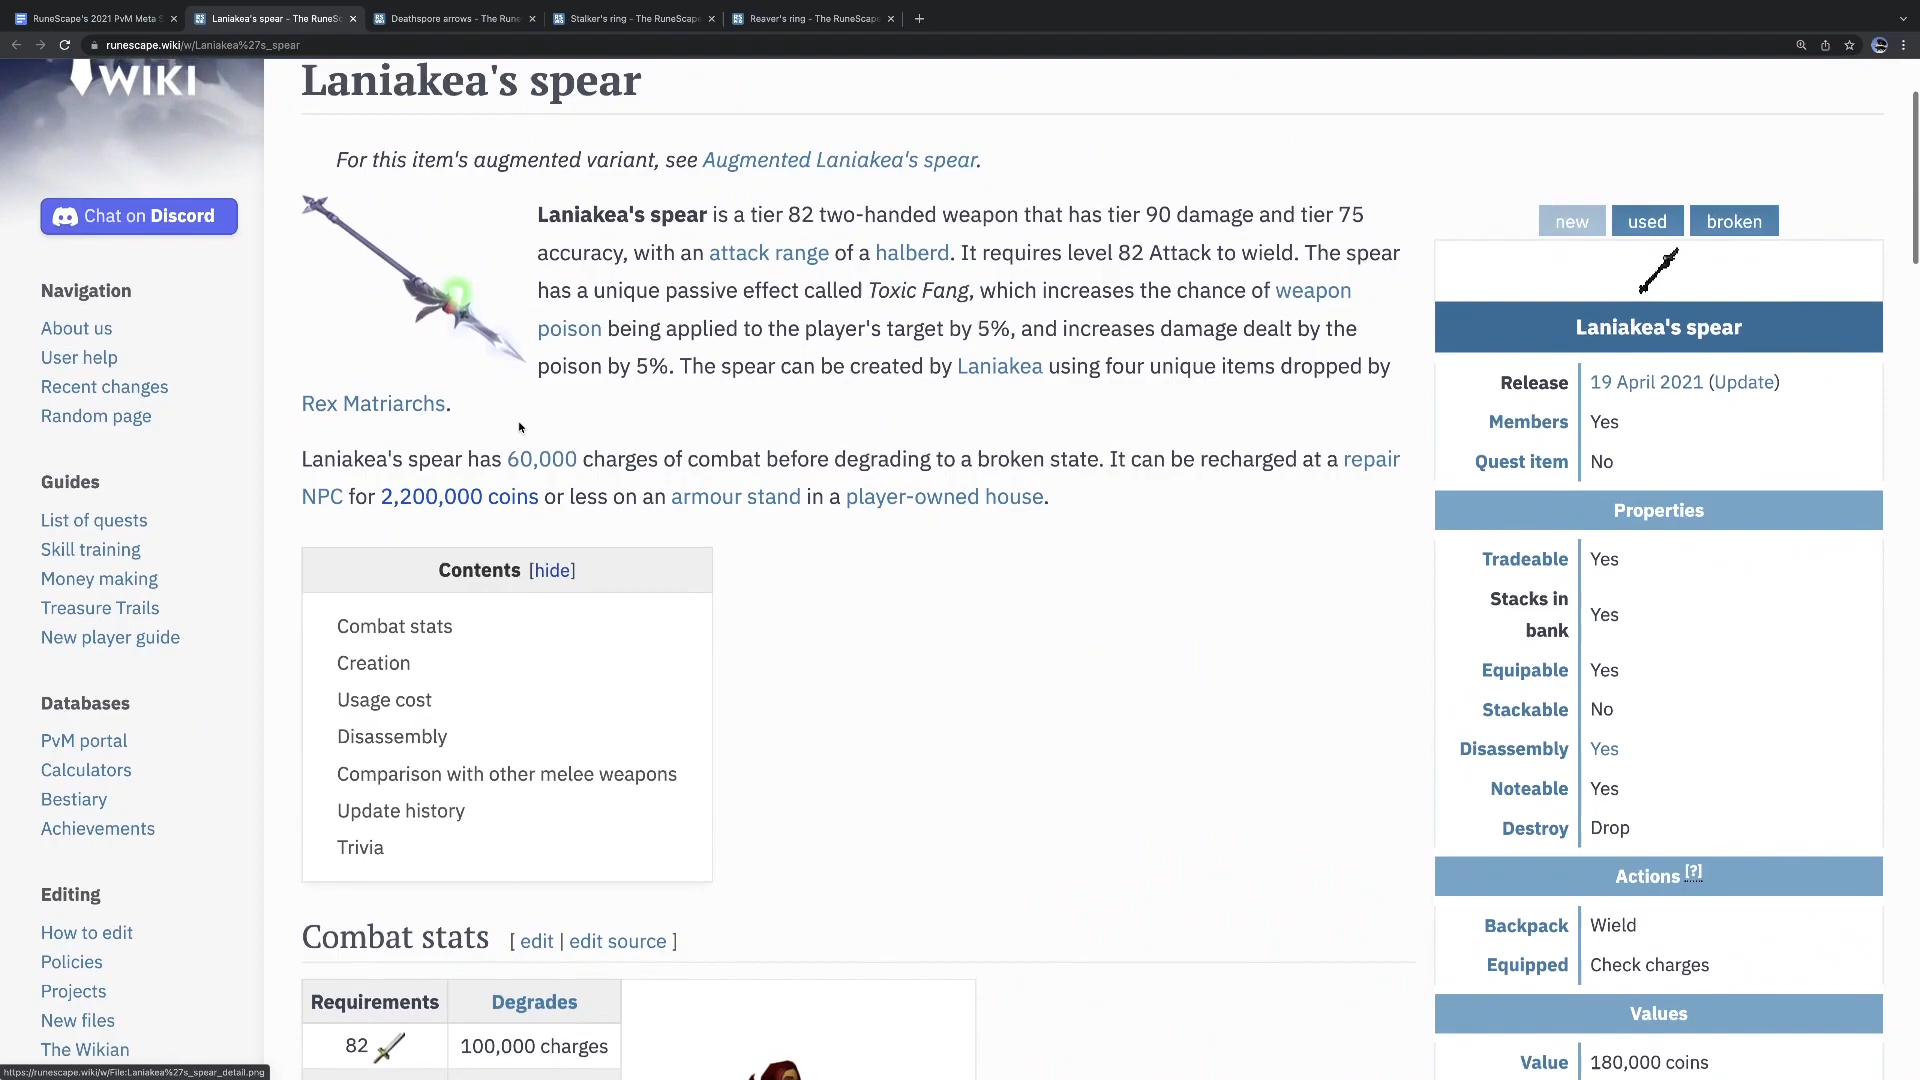 RuneScape's 2021 PvM Meta S
Laniakea's spear - The RuneSc
Deathspore arrows - The Rune
Stalker's ring - The RuneScape
Reaver's ring - The RuneScape
runescape.wiki/w/Laniakea%27s_spear
WIKI
Chat on Discord
Navigation
About us
User help
Recent changes
Random page
Guides
List of quests
Skill training
Money making
Treasure Trails
New player guide
Databases
PvM portal
Calculators
Bestiary
Achievements
Editing
How to edit
Policies
Projects
New files
The Wikian
https://runescape.wiki/w/File:Laniakea%27s_spear_detail.png
Laniakea's spear
For this item's augmented variant, see Augmented Laniakea's spear.
Laniakea's spear is a tier 82 two-handed weapon that has tier 90 damage and tier 75
accuracy, with an attack range of a halberd. It requires level 82 Attack to wield. The spear
has a unique passive effect called Toxic Fang, which increases the chance of weapon
poison being applied to the player's target by 5%, and increases damage dealt by the
poison by 5%. The spear can be created by Laniakea using four unique items dropped by
Rex Matriarchs.
Laniakea's spear has 60,000 charges of combat before degrading to a broken state. It can be recharged at a repair
NPC for 2,200,000 coins or less on an armour stand in a player-owned house.
Contents [hide]
Combat stats
Creation
Usage cost
Disassembly
Comparison with other melee weapons
Update history
Trivia
Combat stats [ edit | edit source ]
Requirements Degrades
82 100,000 charges
new used broken
Laniakea's spear
Release 19 April 2021 (Update)
Members Yes
Quest item No
Properties
Tradeable Yes
Stacks in
bank Yes
Equipable Yes
Stackable No
Disassembly Yes
Noteable Yes
Destroy Drop
Actions [?]
Backpack Wield
Equipped Check charges
Values
Value 180,000 coins